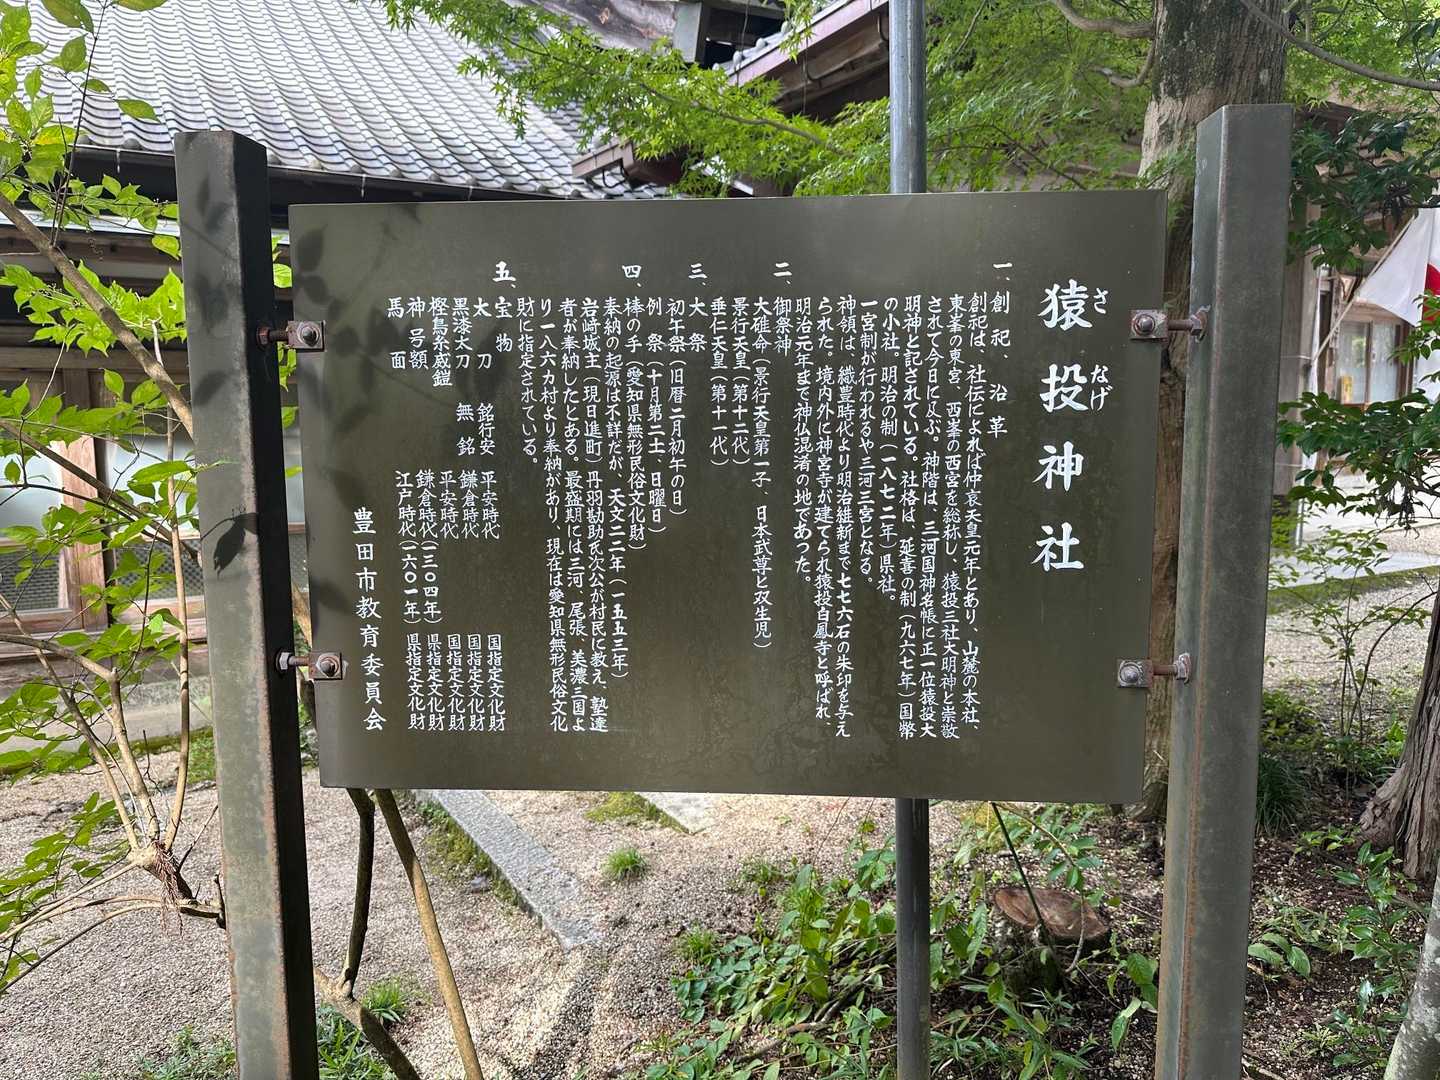 猿投神社
さなげ
一、創祀、沿革
創祀は、社伝によれば仲哀天皇元年とあり、山麓の本社、
東峯の東宮、西峯の西宮を総称し、猿投三社大明神と崇敬
されて今日に及ぶ。神階は、三河国神名帳に正一位猿投大
明神と記されている。社格は、延喜の制(九六七年)国幣
の小社。明治の制(一八七二年)県社。
一宮制が行われるや三河三宮となる。
神領は、織豊時代より明治維新まで七七六石の朱印を与え
られた。境内外に神宮寺が建てられ猿投白鳳寺と呼ばれ
明治元年まで神仏混淆の地であった。
二、御祭神
大碓命(景行天皇第一子、日本武尊と双生児)
景行天皇(第十二代)
垂仁天皇(第十一代)
三、大祭
初午祭(旧暦二月初午の日)
例祭(十月第二土、日曜日)
四、棒の手(愛知県無形民俗文化財)
奉納の起源は不詳だが、天文二二年(一五五三年)
岩崎城主(現日進町)丹羽勘助氏次公が村民に教え、塾達
者が奉納したとある。最盛期には三河、尾張、美濃三国よ
り一八六カ村より奉納があり、現在は愛知県無形民俗文化
財に指定されている。
五、宝物
太刀 銘行安 平安時代 国指定文化財
黒漆太刀 無銘 鎌倉時代 国指定文化財
樫鳥糸威鎧 平安時代 国指定文化財
神号額 鎌倉時代(一三〇四年) 県指定文化財
馬面 江戸時代(一六〇一年) 県指定文化財
豊田市教育委員会